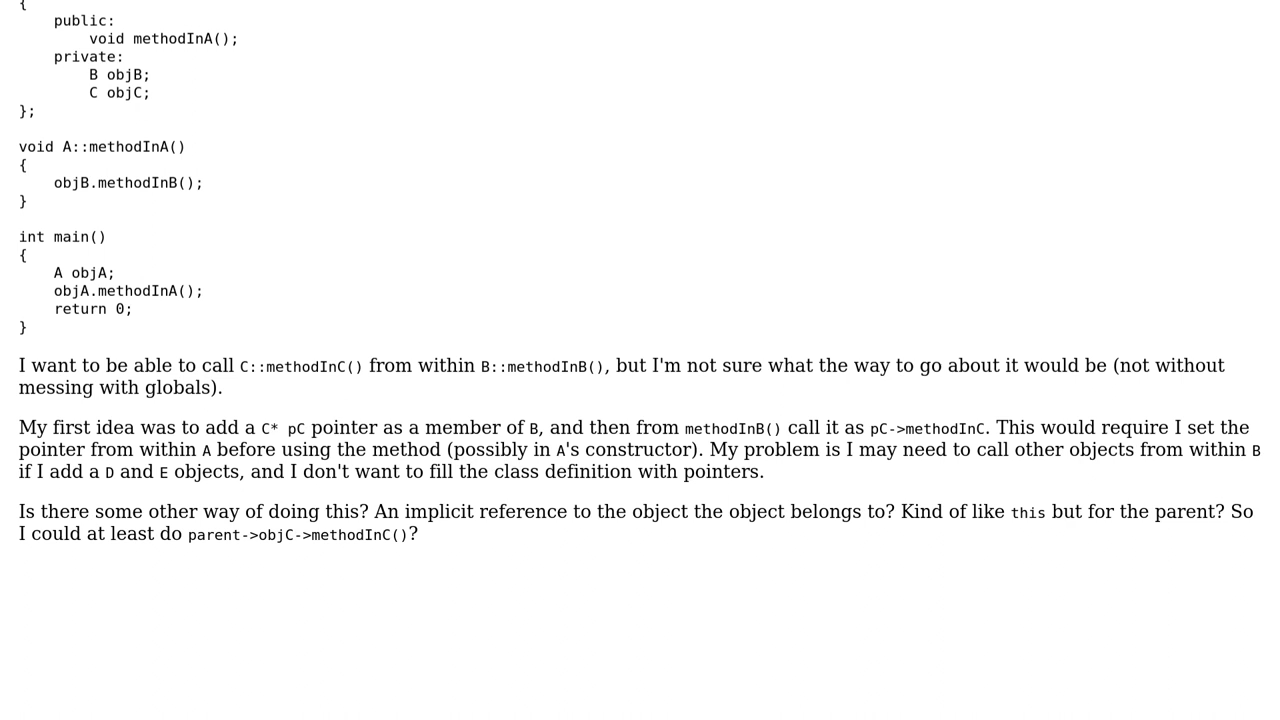 {
    public:
        void methodInA();
    private:
        B objB;
        C objC;
};

void A::methodInA()
{
    objB.methodInB();
}

int main()
{
    A objA;
    objA.methodInA();
    return 0;
}
I want to be able to call C::methodInC() from within B::methodInB(), but I'm not sure what the way to go about it would be (not without
messing with globals).
My first idea was to add a C* pC pointer as a member of B, and then from methodInB() call it as pC->methodInC. This would require I set the
pointer from within A before using the method (possibly in A's constructor). My problem is I may need to call other objects from within B
if I add a D and E objects, and I don't want to fill the class definition with pointers.
Is there some other way of doing this? An implicit reference to the object the object belongs to? Kind of like this but for the parent? So
I could at least do parent->objC->methodInC()?